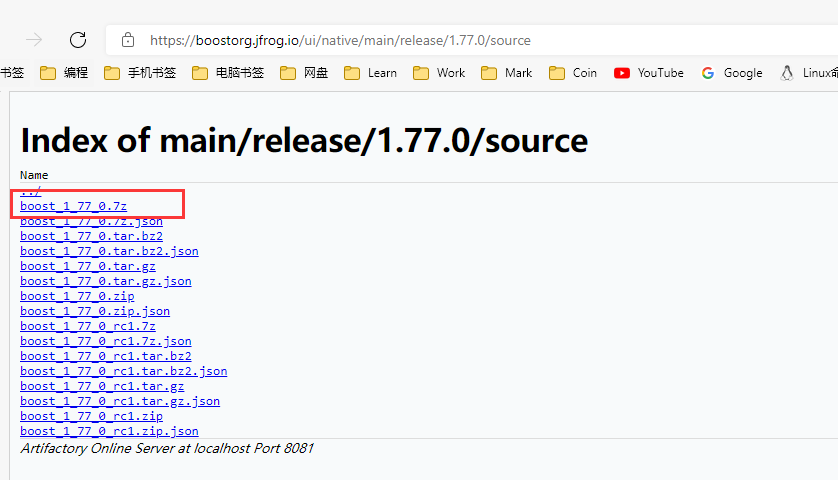 https://boostorg.jfrog.io/ui/native/main/release/1.77.0/source
书签 编程 手机书签 电脑书签 网盘 Learn Work Mark Coin YouTube Google Linux命
Index of main/release/1.77.0/source
Name
../
boost_1_77_0.7z
boost_1_77_0.7z.json
boost_1_77_0.tar.bz2
boost_1_77_0.tar.bz2.json
boost_1_77_0.tar.gz
boost_1_77_0.tar.gz.json
boost_1_77_0.zip
boost_1_77_0.zip.json
boost_1_77_0_rc1.7z
boost_1_77_0_rc1.7z.json
boost_1_77_0_rc1.tar.bz2
boost_1_77_0_rc1.tar.bz2.json
boost_1_77_0_rc1.tar.gz
boost_1_77_0_rc1.tar.gz.json
boost_1_77_0_rc1.zip
boost_1_77_0_rc1.zip.json
Artifactory Online Server at localhost Port 8081